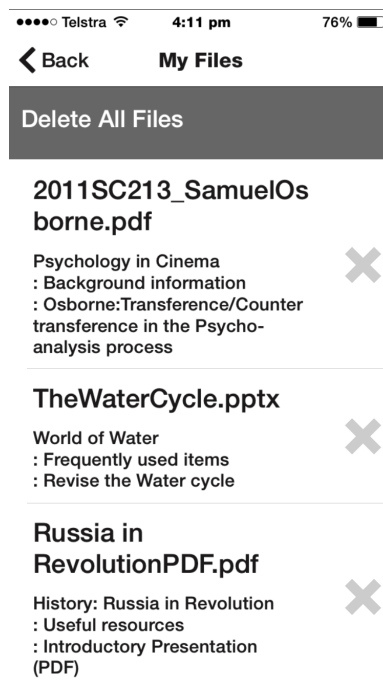 Telstra 4:11 pm 76%
Back My Files
Delete All Files
2011SC213_SamuelOs
borne.pdf
Psychology in Cinema
: Background information
: Osborne:Transference/Counter
transference in the Psycho-
analysis process
TheWaterCycle.pptx
World of Water
: Frequently used items
: Revise the Water cycle
Russia in
RevolutionPDF.pdf
History: Russia in Revolution
: Useful resources
: Introductory Presentation
(PDF)